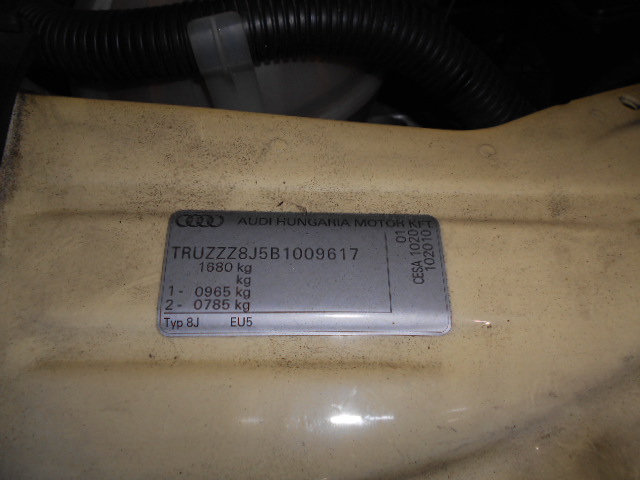 AUDI HUNGARIA MOTOR KFT
TRUZZZ8J5B1009617
1680 kg
kg
1- 0965 kg
2- 0785 kg
Typ 8J EU5
01
CESA 1020
102010